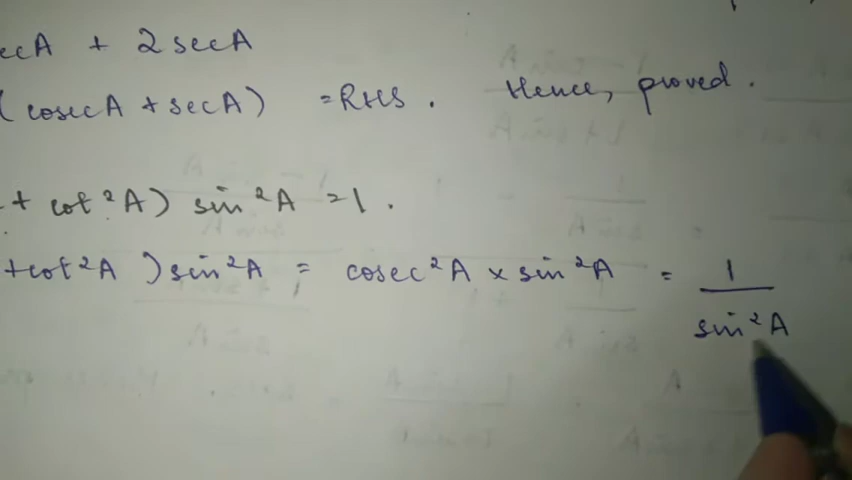 ecA + 2 secA
( cosecA + secA ) = RHS . Hence, proved .
+ cot²A ) sin²A = 1 .
+cot²A ) sin²A = cosec²A × sin²A = 1 / sin²A